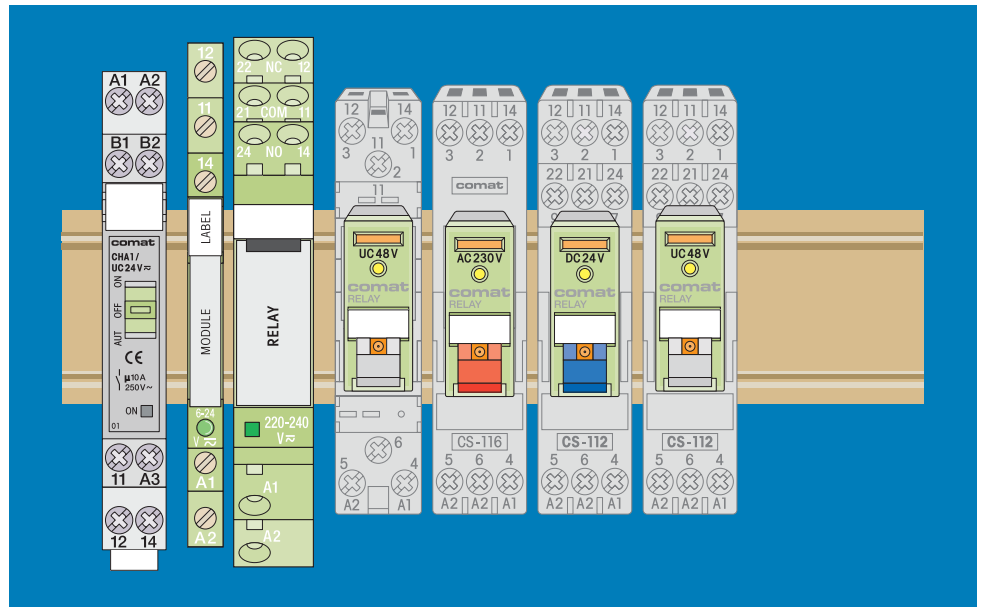 A1 A2
B1 B2
comat
CHA1/
UC24V≂
ON
OFF
AUT
CE
µ10A
250V~
ON
01
11 A3
12 14
12
11
14
LABEL
MODULE
6-24
V≂
A1
A2
22 NC 12
21 COM 11
24 NO 14
RELAY
220-240
V≂
A1
A2
12 14
11
3 1
2
11
UC48V
comat
RELAY
6
5 4
A2 A1
12 11 14
3 2 1
comat
AC230V
comat
RELAY
CS-116
5 6 4
A2 A2 A1
12 11 14
3 2 1
22 21 24
DC24V
comat
RELAY
CS-112
5 6 4
A2 A2 A1
12 11 14
3 2 1
22 21 24
UC48V
comat
RELAY
CS-112
5 6 4
A2 A2 A1